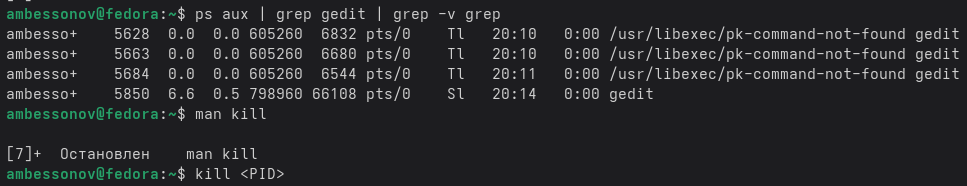 ambessonov@fedora:~$ ps aux | grep gedit | grep -v grep
ambesso+    5628  0.0  0.0 605260  6832 pts/0    Tl   20:10   0:00 /usr/libexec/pk-command-not-found gedit
ambesso+    5663  0.0  0.0 605260  6680 pts/0    Tl   20:10   0:00 /usr/libexec/pk-command-not-found gedit
ambesso+    5684  0.0  0.0 605260  6544 pts/0    Tl   20:11   0:00 /usr/libexec/pk-command-not-found gedit
ambesso+    5850  6.6  0.5 798960 66108 pts/0    Sl   20:14   0:00 gedit
ambessonov@fedora:~$ man kill
[7]+  Остановлен    man kill
ambessonov@fedora:~$ kill <PID>